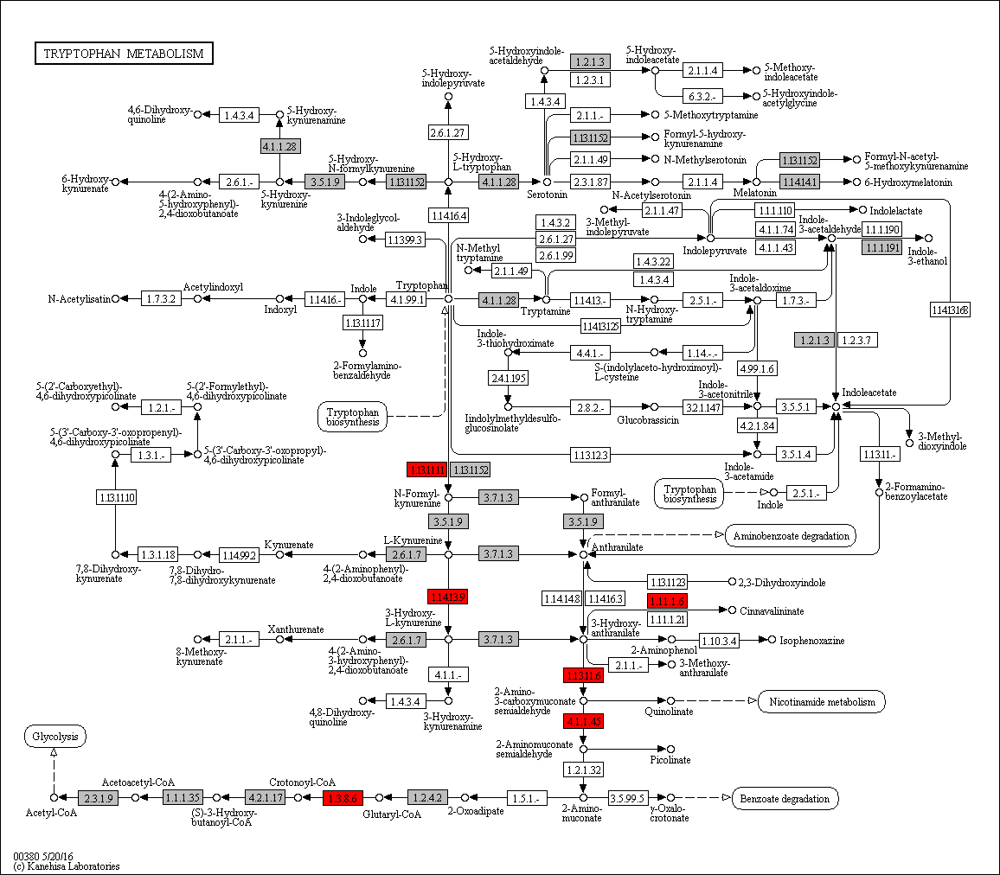 TRYPTOPHAN METABOLISM
5-Hydroxyindole-
acetaldehyde
1.2.1.3
1.2.3.1
5-Hydroxy-
indoleacetate
2.1.1.4
5-Methoxy-
indoleacetate
6.3.2.-
5-Hydroxyindole-
acetylglycine
5-Hydroxy-
indolepyruvate
1.4.3.4
4,6-Dihydroxy-
quinoline
1.4.3.4
5-Hydroxy-
kynurenamine
2.1.1.-
5-Methoxytryptamine
2.6.1.27
1.13.11.52
Formyl-5-hydroxy-
kynurenamine
4.1.1.28
5-Hydroxy-
N-formylkynurenine
5-Hydroxy-
L-tryptophan
2.1.1.49
N-Methylserotonin
1.13.11.52
Formyl-N-acetyl-
5-methoxykynurenamine
6-Hydroxy-
kynurenate
2.6.1.-
4-(2-Amino-
5-hydroxyphenyl)-
2,4-dioxobutanoate
5-Hydroxy-
kynurenine
3.5.1.9
1.13.11.52
4.1.1.28
Serotonin
2.3.1.87
N-Acetylserotonin
2.1.1.4
Melatonin
1.14.14.1
6-Hydroxymelatonin
1.14.16.4
3-Indoleglycol-
aldehyde
1.13.99.3
3-Methyl-
indolepyruvate
2.1.1.47
1.1.1.110
Indolelactate
1.4.3.2
2.6.1.27
2.6.1.99
Indolepyruvate
4.1.1.74
4.1.1.43
Indole-
3-acetaldehyde
1.1.1.190
1.1.1.191
Indole-
3-ethanol
N-Methyl
tryptamine
2.1.1.49
1.4.3.22
1.4.3.4
N-Acetylisatin
1.7.3.2
Acetylindoxyl
Indoxyl
1.14.16.-
Indole
4.1.99.1
Tryptophan
4.1.1.28
Tryptamine
1.14.13.-
N-Hydroxy-
tryptamine
2.5.1.-
Indole-
3-acetaldoxime
1.7.3.-
1.14.13.168
1.13.11.17
2-Formylamino-
benzaldehyde
1.14.13.125
1.2.1.3
1.2.3.7
Indole-
3-thiohydroximate
4.4.1.-
S-(indolylaceto-hydroximoyl)-
L-cysteine
1.14.-.-
2.4.1.195
4.99.1.6
5-(2'-Carboxyethyl)-
4,6-dihydroxypicolinate
1.2.1.-
5-(2'-Formylethyl)-
4,6-dihydroxypicolinate
Tryptophan
biosynthesis
Iindolylmethyldesulfo-
glucosinolate
2.8.2.-
Glucobrassicin
3.2.1.147
Indole-
3-acetonitrile
3.5.5.1
Indoleacetate
4.2.1.84
5-(3'-Carboxy-3'-oxopropenyl)-
4,6-dihydroxypicolinate
1.3.1.-
5-(3'-Carboxy-3'-oxopropyl)-
4,6-dihydroxypicolinate
1.13.12.3
Indole-
3-acetamide
3.5.1.4
1.13.11.-
3-Methyl-
dioxyindole
1.13.11.11
1.13.11.52
1.13.11.10
N-Formyl-
kynurenine
3.7.1.3
Formyl-
anthranilate
Tryptophan
biosynthesis
Indole
2.5.1.-
2-Formamino-
benzoylacetate
3.5.1.9
3.5.1.9
Aminobenzoate degradation
7,8-Dihydroxy-
kynurenate
1.3.1.18
7,8-Dihydro-
7,8-dihydroxykynurenate
1.14.99.2
Kynurenate
4-(2-Aminophenyl)-
2,4-dioxobutanoate
2.6.1.7
L-Kynurenine
3.7.1.3
Anthranilate
1.13.11.23
2,3-Dihydroxyindole
1.14.13.9
1.14.14.8
1.14.16.3
1.11.1.6
1.11.1.21
Cinnavalininate
8-Methoxy-
kynurenate
2.1.1.-
Xanthurenate
4-(2-Amino-
3-hydroxyphenyl)-
2,4-dioxobutanoate
2.6.1.7
3-Hydroxy-
L-kynurenine
3.7.1.3
3-Hydroxy-
anthranilate
2-Aminophenol
1.10.3.4
Isophenoxazine
2.1.1.-
3-Methoxy-
anthranilate
4.1.1.-
1.13.11.6
4,8-Dihydroxy-
quinoline
1.4.3.4
3-Hydroxy-
kynurenamine
2-Amino-
3-carboxymuconate
semialdehyde
Quinolinate
Nicotinamide metabolism
4.1.1.45
Glycolysis
2-Aminomuconate
semialdehyde
Picolinate
1.2.1.32
Acetyl-CoA
2.3.1.9
Acetoacetyl-CoA
1.1.1.35
(S)-3-Hydroxy-
butanoyl-CoA
4.2.1.17
Crotonoyl-CoA
1.3.8.6
Glutaryl-CoA
1.2.4.2
2-Oxoadipate
1.5.1.-
2-Amino-
muconate
3.5.99.5
γ-Oxalo-
crotonate
Benzoate degradation
00380 5/20/16
(c) Kanehisa Laboratories